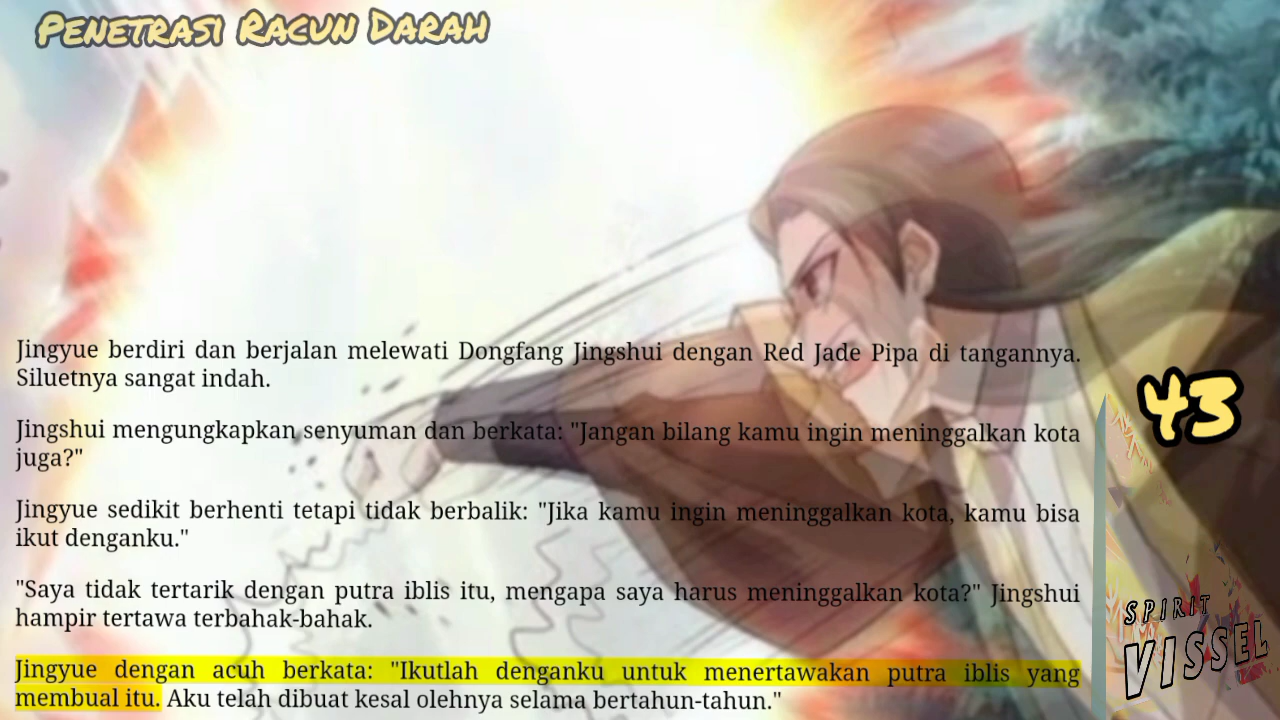 Penetrasi Racun Darah
Jingyue berdiri dan berjalan melewati Dongfang Jingshui dengan Red Jade Pipa di tangannya.
Siluetnya sangat indah.
Jingshui mengungkapkan senyuman dan berkata: "Jangan bilang kamu ingin meninggalkan kota
juga?"
Jingyue sedikit berhenti tetapi tidak berbalik: "Jika kamu ingin meninggalkan kota, kamu bisa
ikut denganku."
"Saya tidak tertarik dengan putra iblis itu, mengapa saya harus meninggalkan kota?" Jingshui
hampir tertawa terbahak-bahak.
Jingyue dengan acuh berkata: "Ikutlah denganku untuk menertawakan putra iblis yang
membual itu. Aku telah dibuat kesal olehnya selama bertahun-tahun."
43
SPIRIT
VISSEL